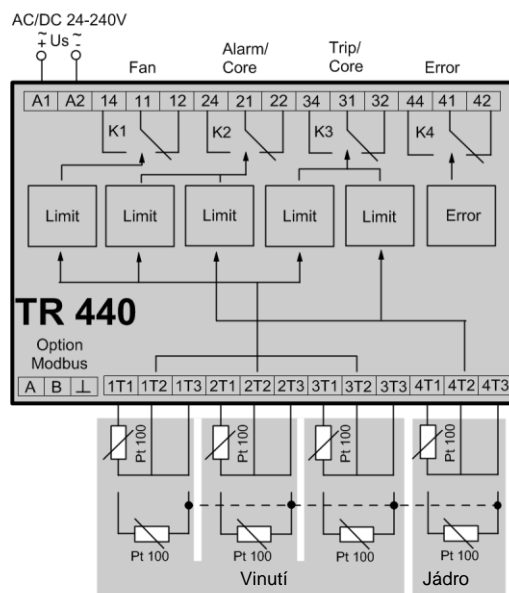 AC/DC 24-240V
~ Us ~
+ -
Fan Alarm/ Trip/ Error
Core Core
A1 A2 14 11 12 24 21 22 34 31 32 44 41 42
K1 K2 K3 K4
Limit Limit Limit Limit Limit Error
TR 440
Option
Modbus
A B ⊥ 1T1 1T2 1T3 2T1 2T2 2T3 3T1 3T2 3T3 4T1 4T2 4T3
Pt 100 Pt 100 Pt 100 Pt 100
Pt 100 Pt 100 Pt 100 Pt 100
Vinutí Jádro